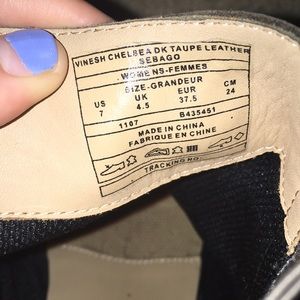 VINESH CHELSEA DK TAUPE LEATHER
SEBAGO
WOMENS-FEMMES
SIZE-GRANDEUR
US UK EUR CM
7 4.5 37.5 24
1107 B435451
MADE IN CHINA
FABRIQUE EN CHINE
TRACKING NO.